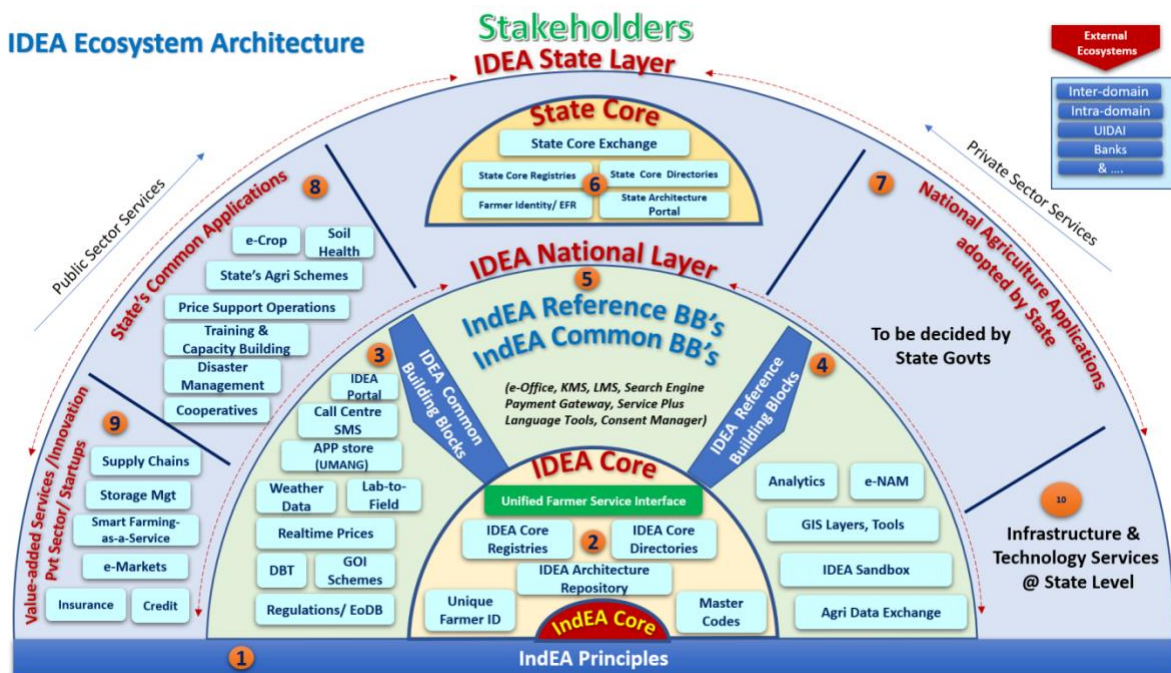 IDEA Ecosystem Architecture
Stakeholders
IDEA State Layer
External
Ecosystems
Inter-domain
Intra-domain
UIDAI
Banks
& ....
Public Sector Services
Private Sector Services
State Core
State Core Exchange
State Core Registries
State Core Directories
6
Farmer Identity/ EFR
State Architecture
Portal
8
State's Common Applications
e-Crop
Soil
Health
State's Agri Schemes
Price Support Operations
Training &
Capacity Building
Disaster
Management
Cooperatives
7
National Agriculture Applications
adopted by State
To be decided by
State Govts
IDEA National Layer
5
IndEA Reference BB's
IndEA Common BB's
(e-Office, KMS, LMS, Search Engine
Payment Gateway, Service Plus
Language Tools, Consent Manager)
3
IDEA Common
Building Blocks
IDEA
Portal
Call Centre
SMS
APP store
(UMANG)
Weather
Data
Lab-to-
Field
Realtime Prices
DBT
GOI
Schemes
Regulations/ EoDB
4
IDEA Reference
Building Blocks
Analytics
e-NAM
GIS Layers, Tools
IDEA Sandbox
Agri Data Exchange
9
Value-added Services /Innovation
Pvt Sector/ Startups
Supply Chains
Storage Mgt
Smart Farming-
as-a-Service
e-Markets
Insurance
Credit
10
Infrastructure &
Technology Services
@ State Level
IDEA Core
Unified Farmer Service Interface
IDEA Core
Registries
2
IDEA Core
Directories
IDEA Architecture
Repository
Unique
Farmer ID
Master
Codes
IndEA Core
1
IndEA Principles